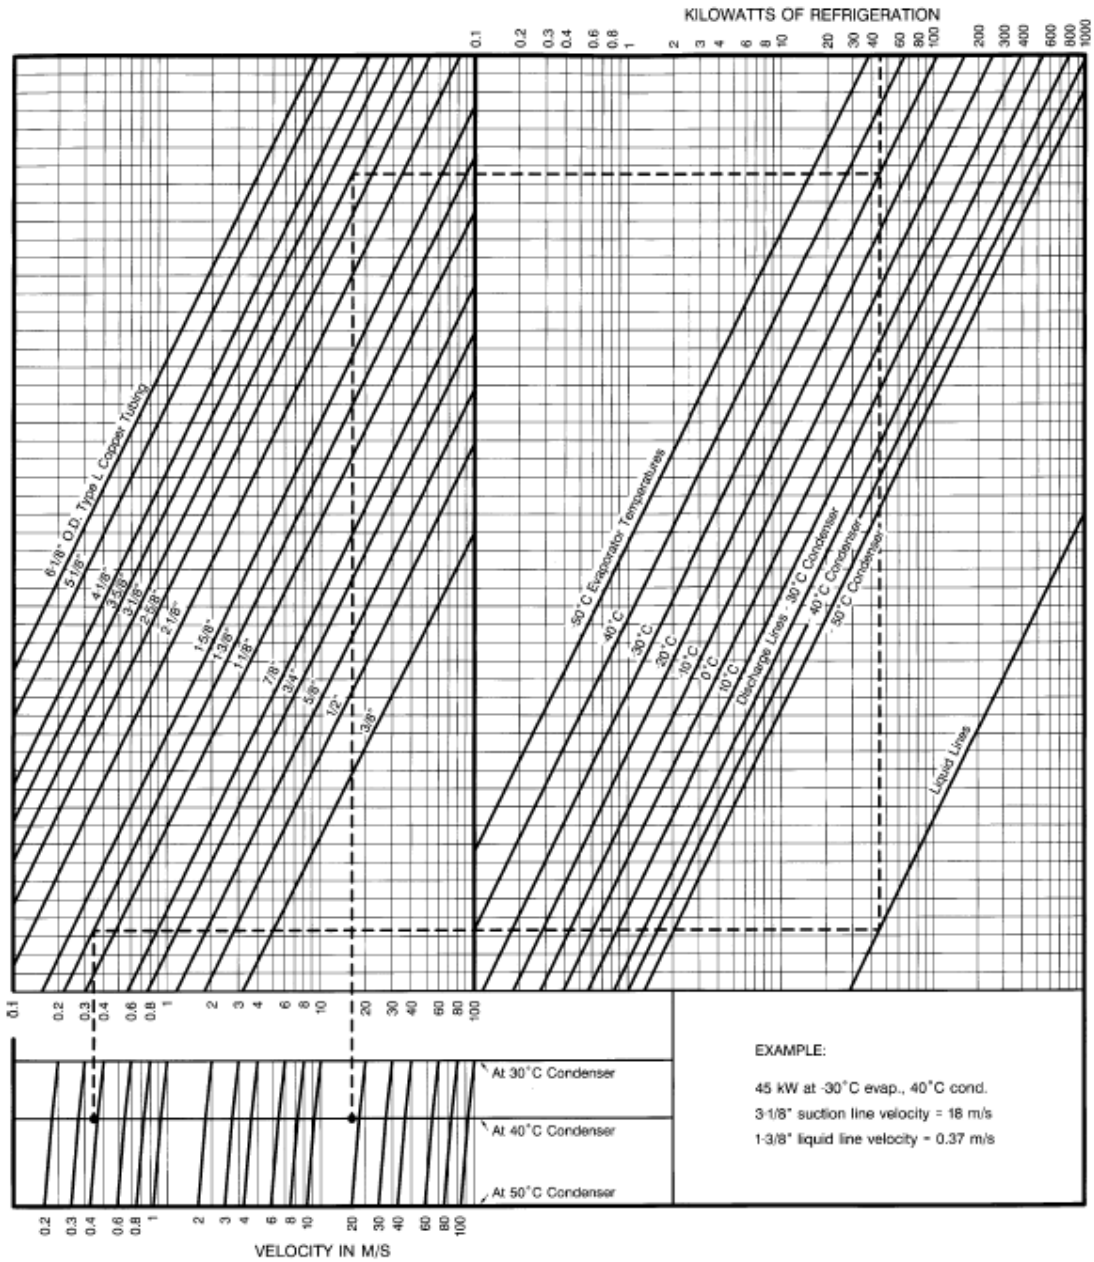 KILOWATTS OF REFRIGERATION
0.1 0.2 0.3 0.4 0.6 0.8 1 2 3 4 6 8 10 20 30 40 60 80 100 200 300 400 600 800 1000
6-1/8" O.D. Type L Copper Tubing
5-1/8"
4-1/8"
3-5/8"
3-1/8"
2-5/8"
2-1/8"
1-5/8"
1-3/8"
1-1/8"
7/8"
3/4"
5/8"
1/2"
3/8"
-50°C Evaporator Temperatures
-40°C
-30°C
-20°C
-10°C
0°C
10°C
Discharge Lines - 30°C Condenser
- 40°C Condenser
- 50°C Condenser
Liquid Lines
0.1 0.2 0.3 0.4 0.6 0.8 1 2 3 4 6 8 10 20 30 40 60 80 100
At 30°C Condenser
At 40°C Condenser
At 50°C Condenser
0.2 0.3 0.4 0.6 0.8 1 2 3 4 6 8 10 20 30 40 60 80 100
VELOCITY IN M/S
EXAMPLE:
45 kW at -30°C evap., 40°C cond.
3-1/8" suction line velocity = 18 m/s
1-3/8" liquid line velocity = 0.37 m/s